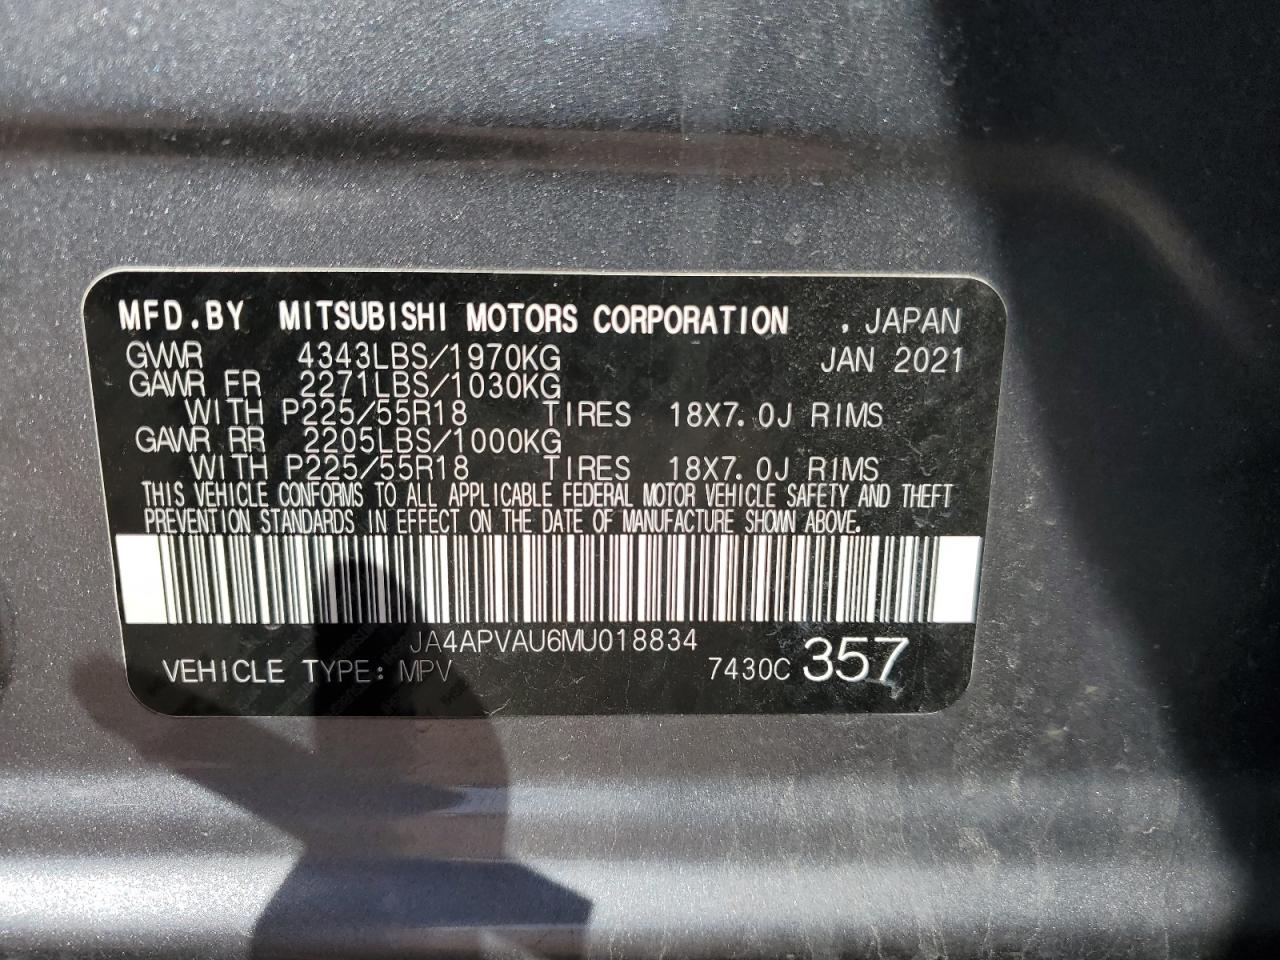 MFD.BY MITSUBISHI MOTORS CORPORATION , JAPAN
GVWR 4343LBS/1970KG JAN 2021
GAWR FR 2271LBS/1030KG
WITH P225/55R18 TIRES 18X7.0J RIMS
GAWR RR 2205LBS/1000KG
WITH P225/55R18 TIRES 18X7.0J RIMS
THIS VEHICLE CONFORMS TO ALL APPLICABLE FEDERAL MOTOR VEHICLE SAFETY AND THEFT
PREVENTION STANDARDS IN EFFECT ON THE DATE OF MANUFACTURE SHOWN ABOVE.
JA4APVAU6MU018834
VEHICLE TYPE: MPV 7430C 357